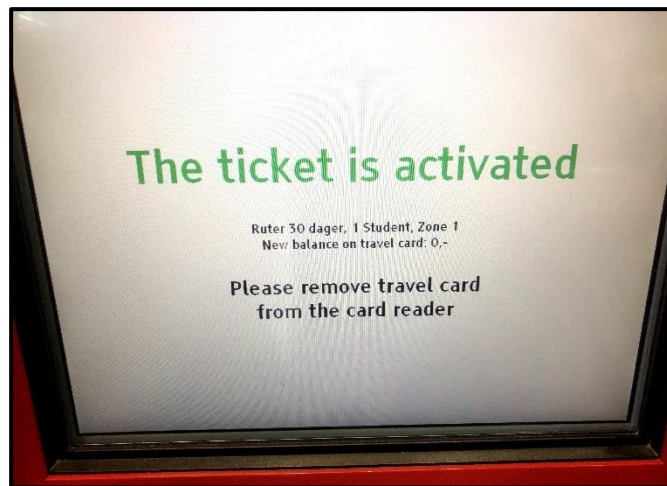 The ticket is activated
Ruter 30 dager, 1 Student, Zone 1
New balance on travel card: 0,-
Please remove travel card
from the card reader